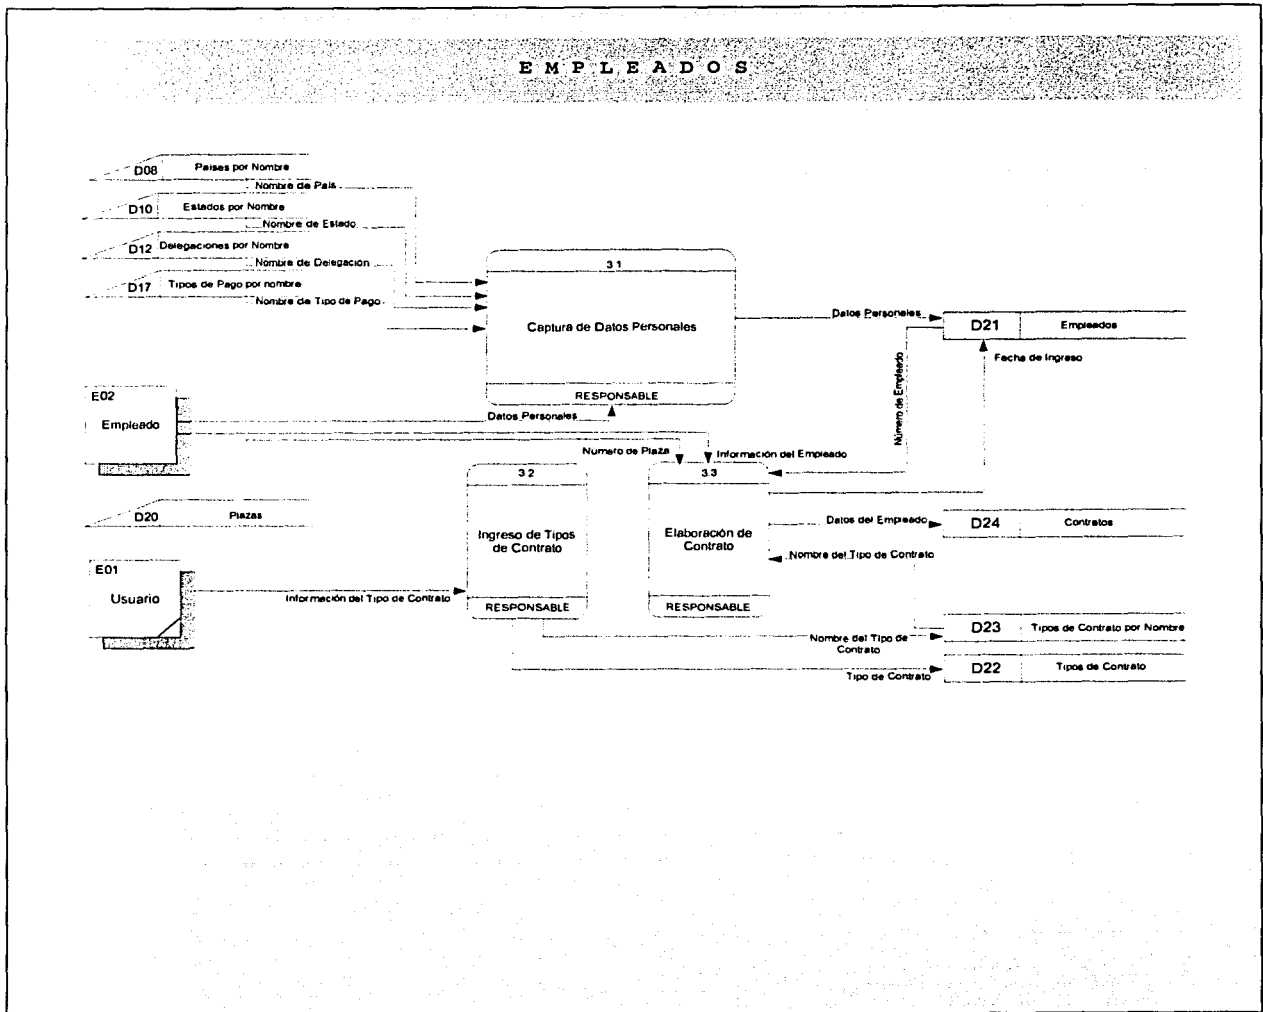 EMPLEADOS
D08 Países por Nombre
Nombre de País
D10 Estados por Nombre
Nombre de Estado
D12 Delegaciones por Nombre
Nombre de Delegación
D17 Tipos de Pago por nombre
Nombre de Tipo de Pago
3.1
Captura de Datos Personales
RESPONSABLE
Datos Personales
D21 Empleados
Fecha de Ingreso
Número de Empleado
E02
Empleado
Datos Personales
Número de Plaza
Información del Empleado
3.2
Ingreso de Tipos
de Contrato
RESPONSABLE
3.3
Elaboración de
Contrato
RESPONSABLE
D20 Plazas
Datos del Empleado
D24 Contratos
Nombre del Tipo de Contrato
E01
Usuario
Información del Tipo de Contrato
D23 Tipos de Contrato por Nombre
Nombre del Tipo de
Contrato
D22 Tipos de Contrato
Tipo de Contrato